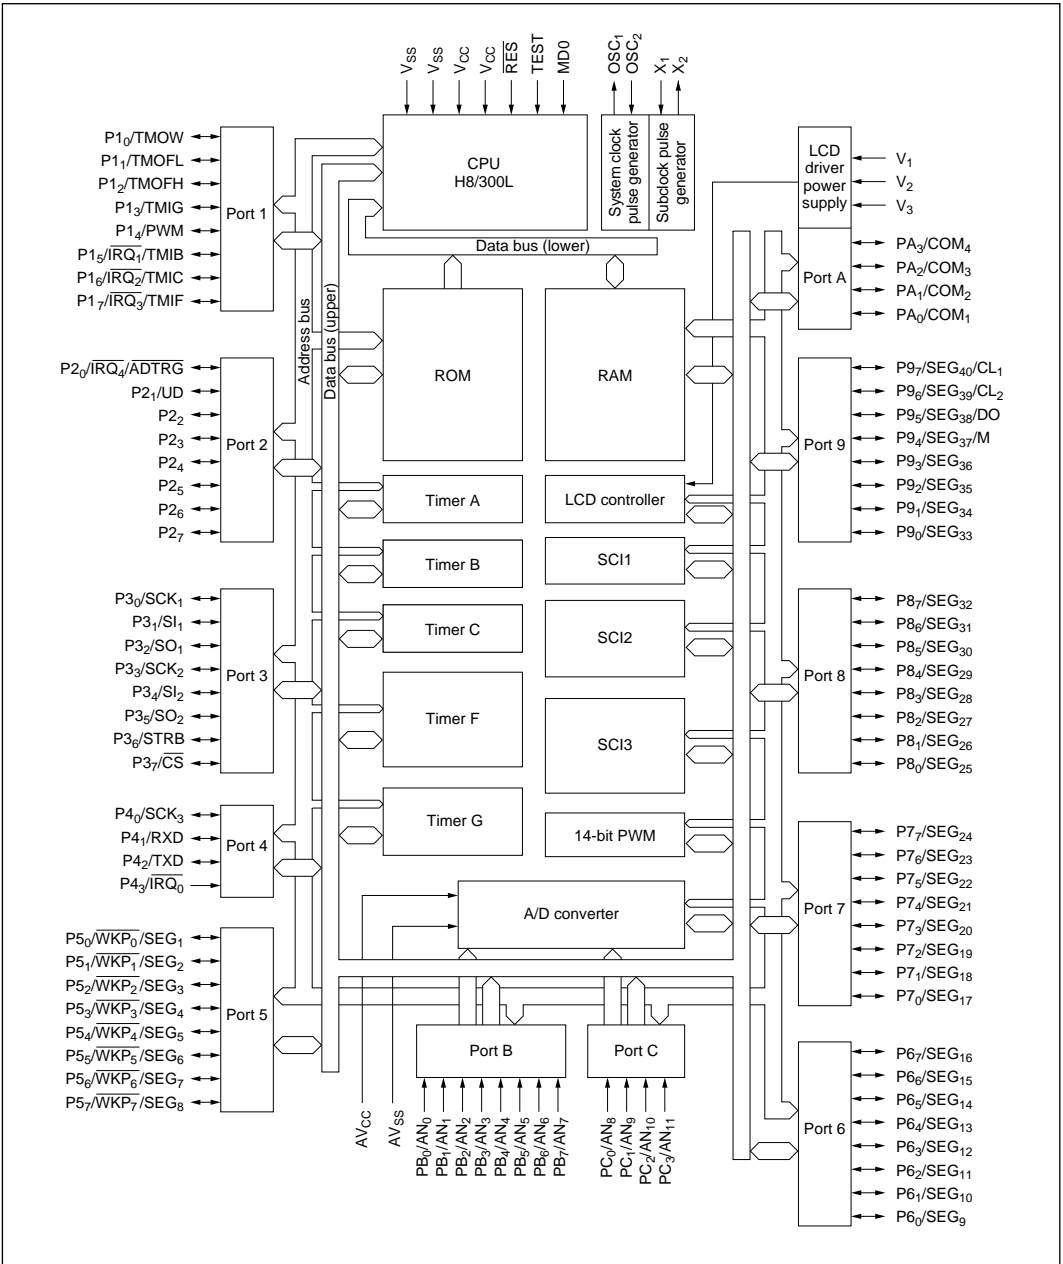 VSS
VSS
VCC
VCC
RES
TEST
MD0
OSC1
OSC2
X1
X2
CPU
H8/300L
System clock
pulse generator
Subclock pulse
generator
LCD
driver
power
supply
V1
V2
V3
P10/TMOW
P11/TMOFL
P12/TMOFH
P13/TMIG
P14/PWM
P15/IRQ1/TMIB
P16/IRQ2/TMIC
P17/IRQ3/TMIF
Port 1
Data bus (lower)
Address bus
Data bus (upper)
Port A
PA3/COM4
PA2/COM3
PA1/COM2
PA0/COM1
P20/IRQ4/ADTRG
P21/UD
P22
P23
P24
P25
P26
P27
Port 2
ROM
RAM
Port 9
P97/SEG40/CL1
P96/SEG39/CL2
P95/SEG38/DO
P94/SEG37/M
P93/SEG36
P92/SEG35
P91/SEG34
P90/SEG33
Timer A
LCD controller
Timer B
SCI1
Timer C
SCI2
Timer F
SCI3
Timer G
14-bit PWM
A/D converter
P30/SCK1
P31/SI1
P32/SO1
P33/SCK2
P34/SI2
P35/SO2
P36/STRB
P37/CS
Port 3
Port 8
P87/SEG32
P86/SEG31
P85/SEG30
P84/SEG29
P83/SEG28
P82/SEG27
P81/SEG26
P80/SEG25
P40/SCK3
P41/RXD
P42/TXD
P43/IRQ0
Port 4
Port 7
P77/SEG24
P76/SEG23
P75/SEG22
P74/SEG21
P73/SEG20
P72/SEG19
P71/SEG18
P70/SEG17
P50/WKP0/SEG1
P51/WKP1/SEG2
P52/WKP2/SEG3
P53/WKP3/SEG4
P54/WKP4/SEG5
P55/WKP5/SEG6
P56/WKP6/SEG7
P57/WKP7/SEG8
Port 5
Port B
Port C
Port 6
P67/SEG16
P66/SEG15
P65/SEG14
P64/SEG13
P63/SEG12
P62/SEG11
P61/SEG10
P60/SEG9
AVCC
AVSS
PB0/AN0
PB1/AN1
PB2/AN2
PB3/AN3
PB4/AN4
PB5/AN5
PB6/AN6
PB7/AN7
PC0/AN8
PC1/AN9
PC2/AN10
PC3/AN11